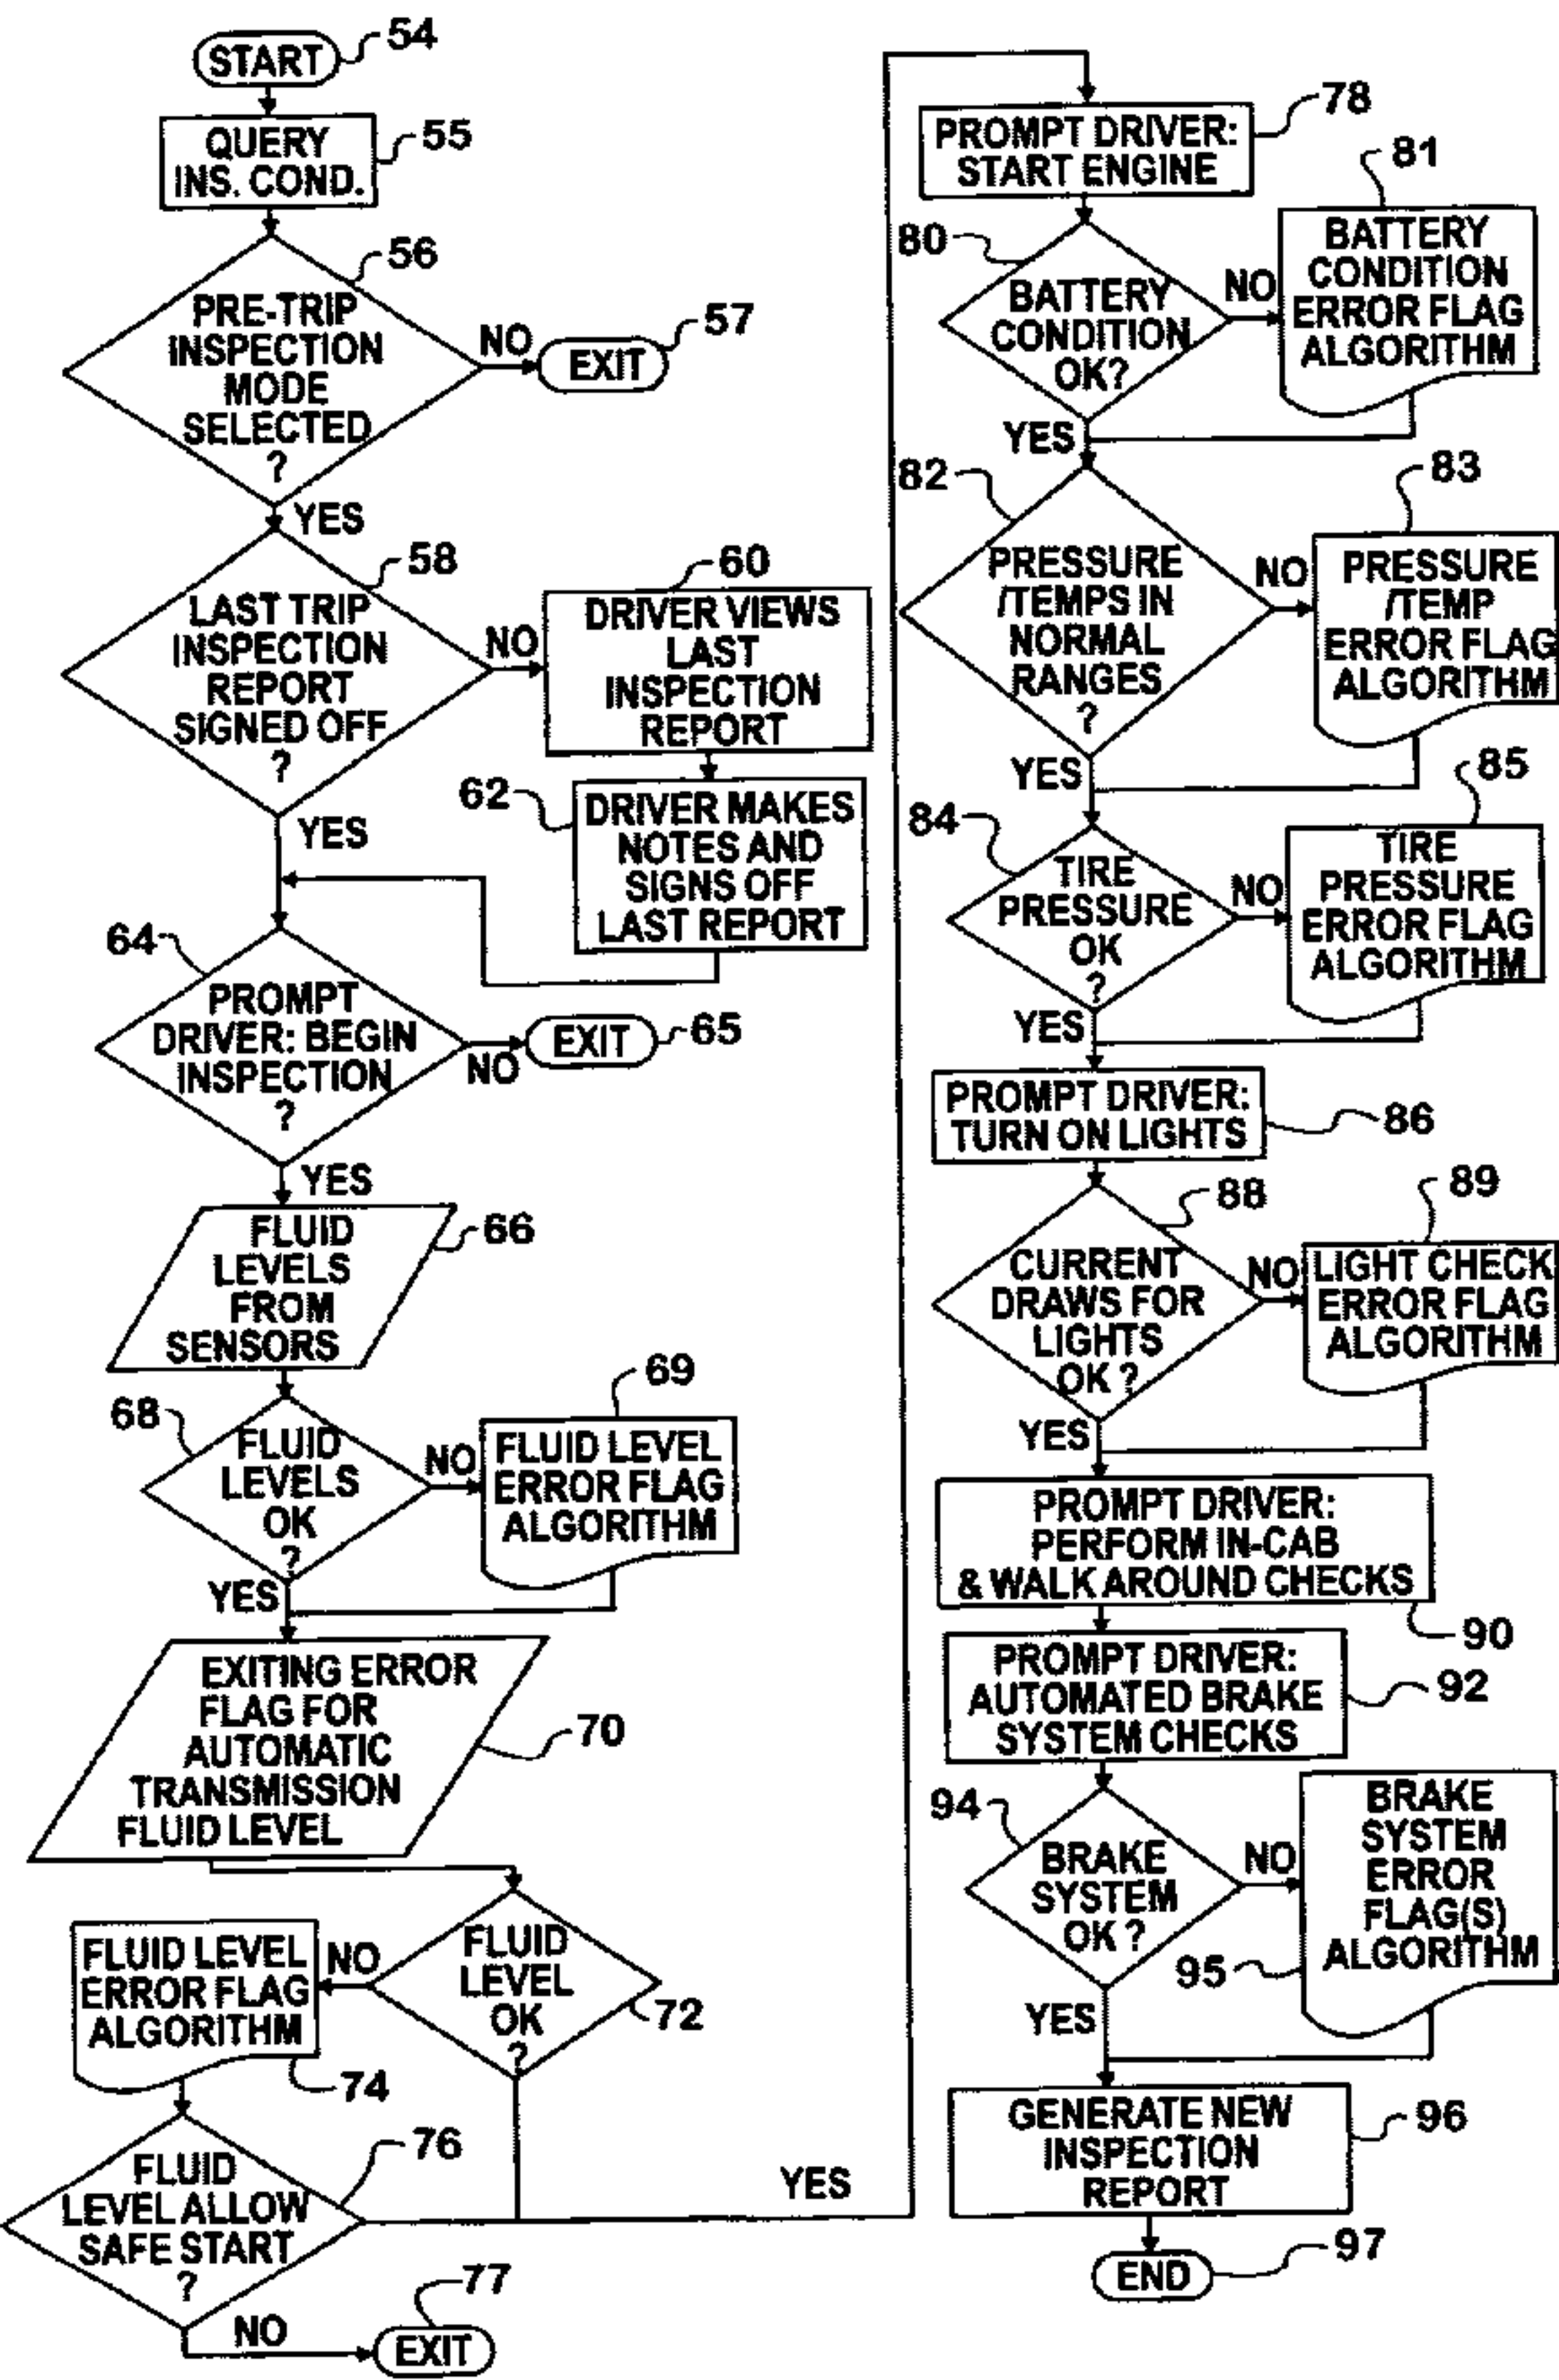 START
54
QUERY
INS. COND.
55
56
PRE-TRIP
INSPECTION
MODE
SELECTED
?
NO
EXIT
57
YES
58
LAST TRIP
INSPECTION
REPORT
SIGNED OFF
?
NO
60
DRIVER VIEWS
LAST
INSPECTION
REPORT
YES
62
DRIVER MAKES
NOTES AND
SIGNS OFF
LAST REPORT
64
PROMPT
DRIVER: BEGIN
INSPECTION
?
NO
EXIT
65
YES
FLUID
LEVELS
FROM
SENSORS
66
68
FLUID
LEVELS
OK
?
NO
69
FLUID LEVEL
ERROR FLAG
ALGORITHM
YES
EXITING ERROR
FLAG FOR
AUTOMATIC
TRANSMISSION
FLUID LEVEL
70
FLUID
LEVEL
OK
?
72
NO
FLUID LEVEL
ERROR FLAG
ALGORITHM
74
76
FLUID
LEVEL ALLOW
SAFE START
?
YES
NO
77
EXIT
PROMPT DRIVER:
START ENGINE
78
80
BATTERY
CONDITION
OK?
NO
81
BATTERY
CONDITION
ERROR FLAG
ALGORITHM
YES
82
PRESSURE
/TEMPS IN
NORMAL
RANGES
?
NO
83
PRESSURE
/TEMP
ERROR FLAG
ALGORITHM
YES
84
TIRE
PRESSURE
OK
?
NO
85
TIRE
PRESSURE
ERROR FLAG
ALGORITHM
YES
PROMPT DRIVER:
TURN ON LIGHTS
86
88
CURRENT
DRAWS FOR
LIGHTS
OK ?
NO
89
LIGHT CHECK
ERROR FLAG
ALGORITHM
YES
PROMPT DRIVER:
PERFORM IN-CAB
& WALK AROUND CHECKS
90
PROMPT DRIVER:
AUTOMATED BRAKE
SYSTEM CHECKS
92
94
BRAKE
SYSTEM
OK ?
NO
BRAKE
SYSTEM
ERROR
FLAG(S)
ALGORITHM
95
YES
GENERATE NEW
INSPECTION
REPORT
96
END
97